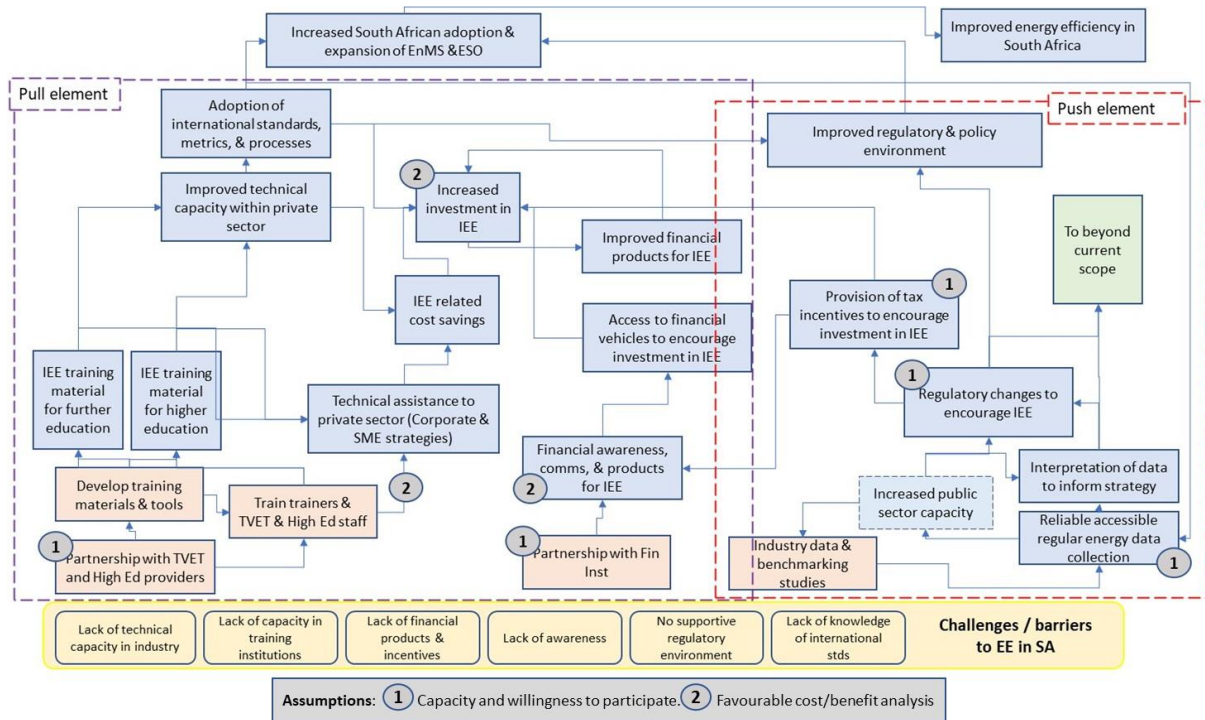 Increased South African adoption &
expansion of EnMS &ESO
Improved energy efficiency in
South Africa
Pull element
Push element
Adoption of
international standards,
metrics, & processes
Improved regulatory & policy
environment
Improved technical
capacity within private
sector
2
Increased
investment in
IEE
Improved financial
products for IEE
To beyond
current
scope
IEE related
cost savings
Access to financial
vehicles to encourage
investment in IEE
1
Provision of tax
incentives to encourage
investment in IEE
IEE training
material
for further
education
IEE training
material
for higher
education
Technical assistance to
private sector (Corporate &
SME strategies)
1
Regulatory changes to
encourage IEE
Financial awareness,
comms, & products
for IEE
2
2
Interpretation of data
to inform strategy
Develop training
materials & tools
Train trainers &
TVET & High Ed staff
Increased public
sector capacity
Reliable accessible
regular energy data
collection
1
1
Partnership with TVET
and High Ed providers
1
Partnership with Fin
Inst
Industry data &
benchmarking
studies
Lack of technical
capacity in industry
Lack of capacity in
training
institutions
Lack of financial
products &
incentives
Lack of awareness
No supportive
regulatory
environment
Lack of knowledge
of international
stds
Challenges / barriers
to EE in SA
Assumptions: 1 Capacity and willingness to participate. 2 Favourable cost/benefit analysis